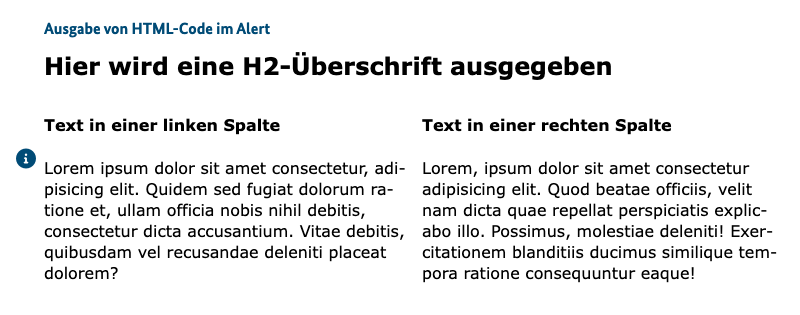 Ausgabe von HTML-Code im Alert
Hier wird eine H2-Überschrift ausgegeben
Text in einer linken Spalte
Lorem ipsum dolor sit amet consectetur, adi-
pisicing elit. Quidem sed fugiat dolorum ra-
tione et, ullam officia nobis nihil debitis,
consectetur dicta accusantium. Vitae debitis,
quibusdam vel recusandae deleniti placeat
dolorem?
Text in einer rechten Spalte
Lorem, ipsum dolor sit amet consectetur
adipisicing elit. Quod beatae officiis, velit
nam dicta quae repellat perspiciatis explic-
abo illo. Possimus, molestiae deleniti! Exer-
citationem blanditiis ducimus similique tem-
pora ratione consequuntur eaque!